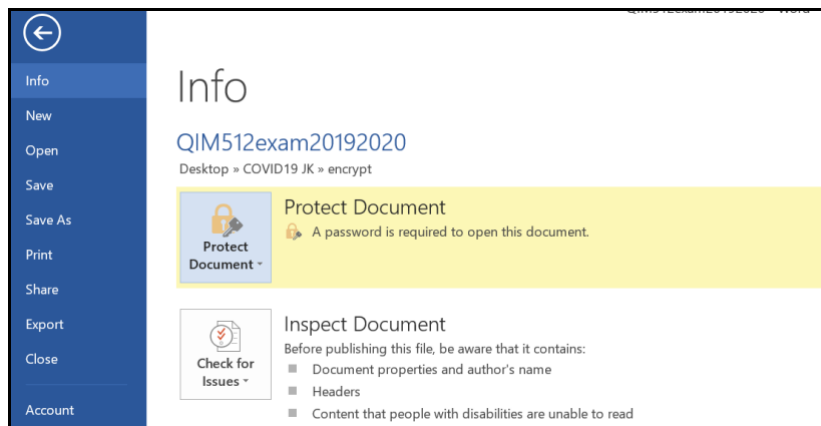 Info
New
Open
Save
Save As
Print
Share
Export
Close
Account
Info
QIM512exam20192020
Desktop » COVID19 JK » encrypt
Protect Document
Protect Document
A password is required to open this document.
Check for Issues
Inspect Document
Before publishing this file, be aware that it contains:
Document properties and author's name
Headers
Content that people with disabilities are unable to read